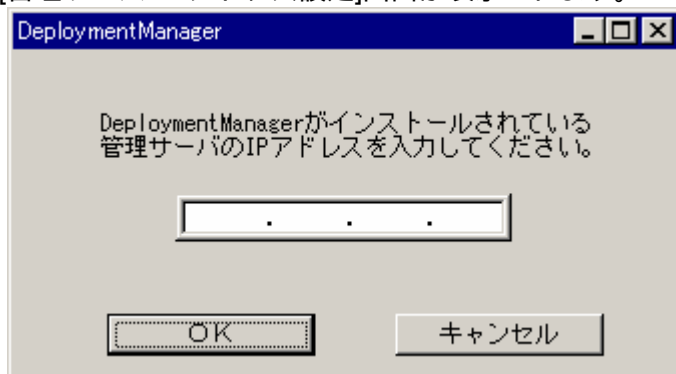 DeploymentManager
DeploymentManagerがインストールされている
管理サーバのIPアドレスを入力してください。
. . .
OK
キャンセル